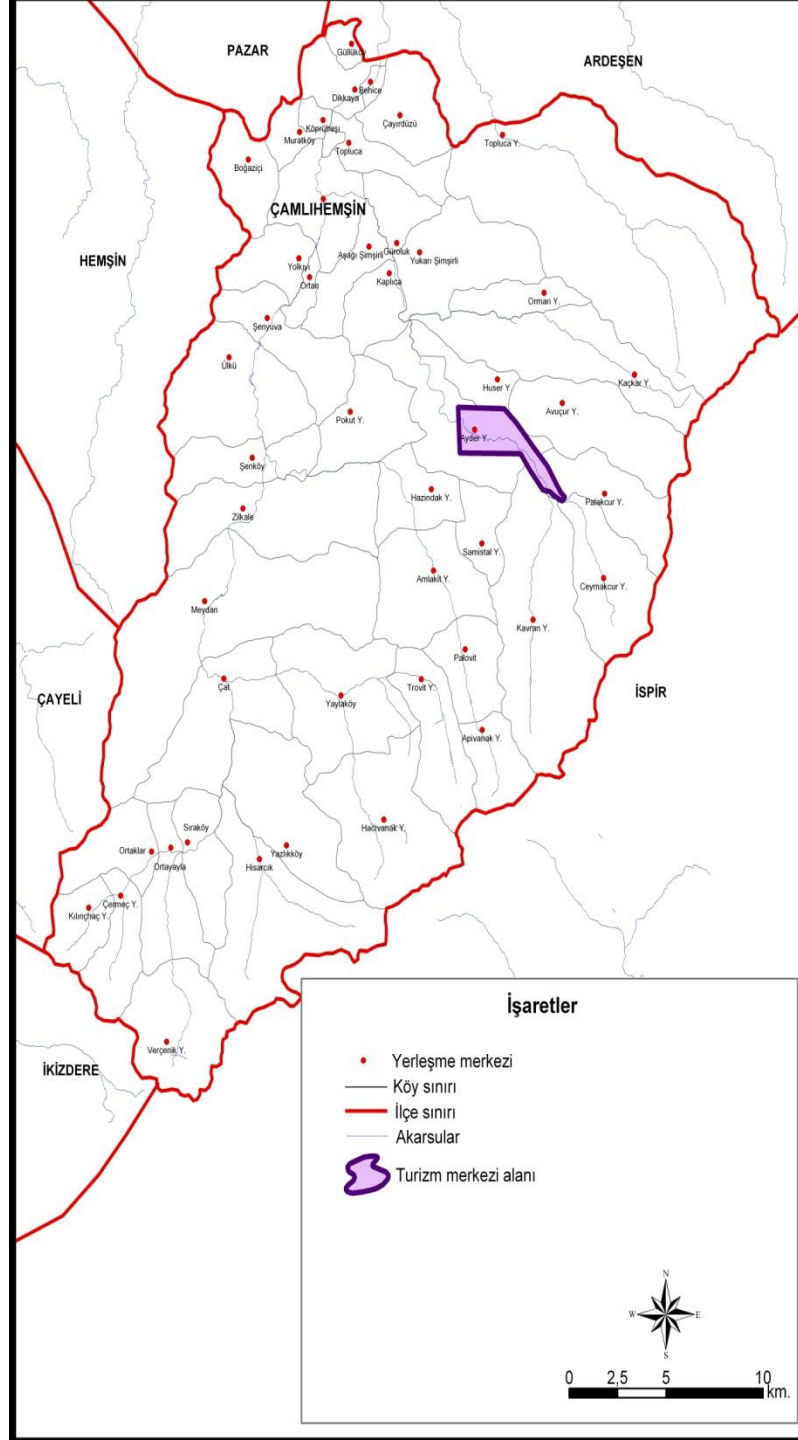 PAZAR
ARDEŞEN
Güllüköy
Behice
Dikkaya
Çayırdüzü
Köprübaşı
Muratköy
Topluca
Topluca Y.
Boğaziçi
ÇAMLIHEMŞİN
HEMŞİN
Aşağı Şimşirli
Güroluk
Yukarı Şimşirli
Yolkıyı
Ortan
Kaplıca
Orman Y.
Şenyuva
Ülkü
Huser Y.
Kaçkar Y.
Avuçur Y.
Pokut Y.
Ayder Y.
Şenköy
Hazindak Y.
Palakcur Y.
Zilkale
Samistal Y.
Amlakit Y.
Ceymakcur Y.
Meydan
Kavran Y.
Palovit
Çat
Trovit Y.
İSPİR
ÇAYELİ
Yaylaköy
Apivanak Y.
Hacıvanak Y.
Sıraköy
Ortaklar
Ortayayla
Yazlıkköy
Hisarcık
Çermeç Y.
Kılınçhaç Y.
Verçenik Y.
İKİZDERE
İşaretler
Yerleşme merkezi
Köy sınırı
İlçe sınırı
Akarsular
Turizm merkezi alanı
N
W E
S
0 2,5 5 10
km.